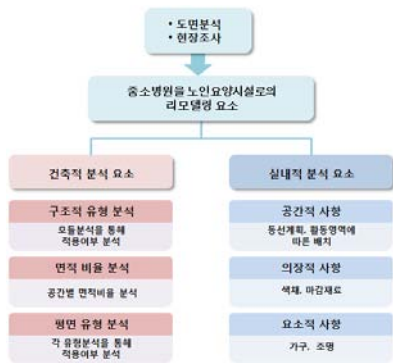 • 도면분석
• 현장조사
중소병원을 노인요양시설로의
리모델링 요소
건축적 분석 요소
구조적 유형 분석
모듈분석을 통해
적용여부 분석
면적 비율 분석
공간별 면적비율 분석
평면 유형 분석
각 유형분석을 통해
적용여부 분석
실내적 분석 요소
공간적 사항
동선계획, 활동영역에
따른 배치
의장적 사항
색채, 마감재료
요소적 사항
가구, 조명